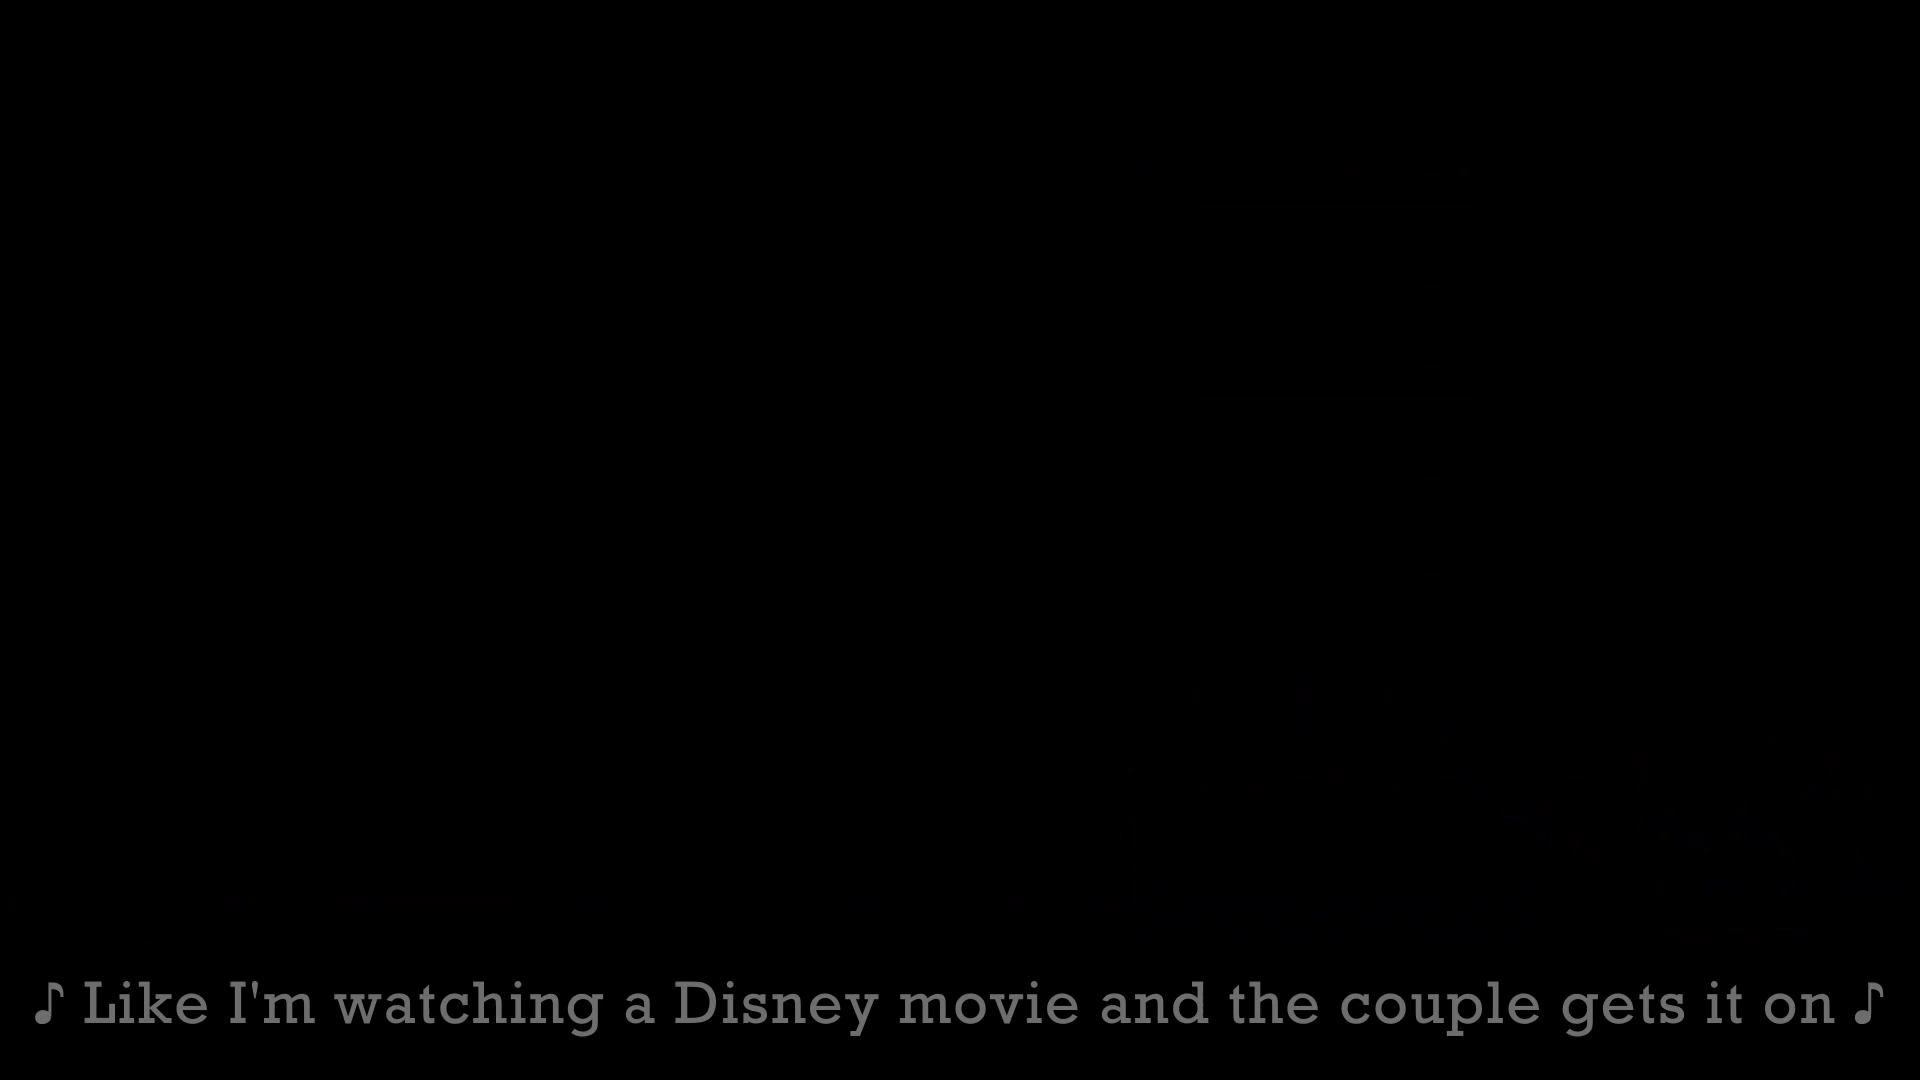 ♪ Like I'm watching a Disney movie and the couple gets it on ♪